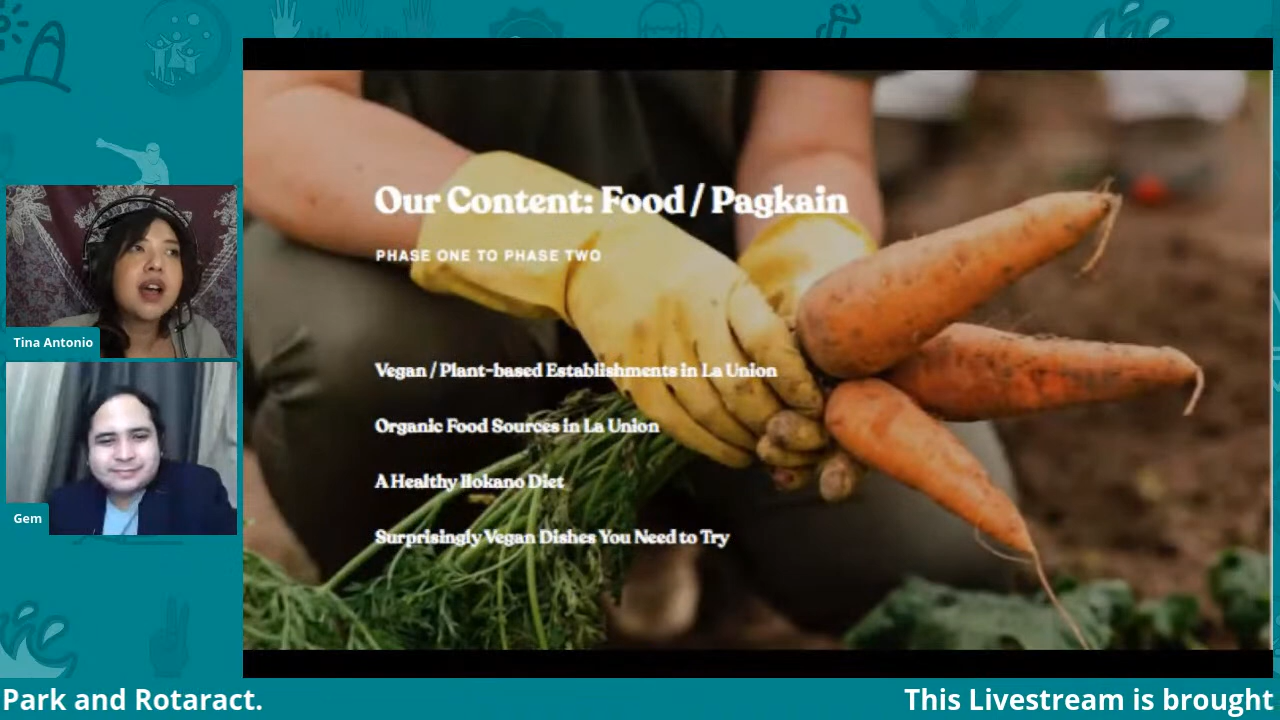 Our Content: Food / Pagkain
PHASE ONE TO PHASE TWO
Vegan / Plant-based Establishments in La Union
Organic Food Sources in La Union
A Healthy Ilokano Diet
Surprisingly Vegan Dishes You Need to Try
Tina Antonio
Gem
Park and Rotaract.
This Livestream is brought